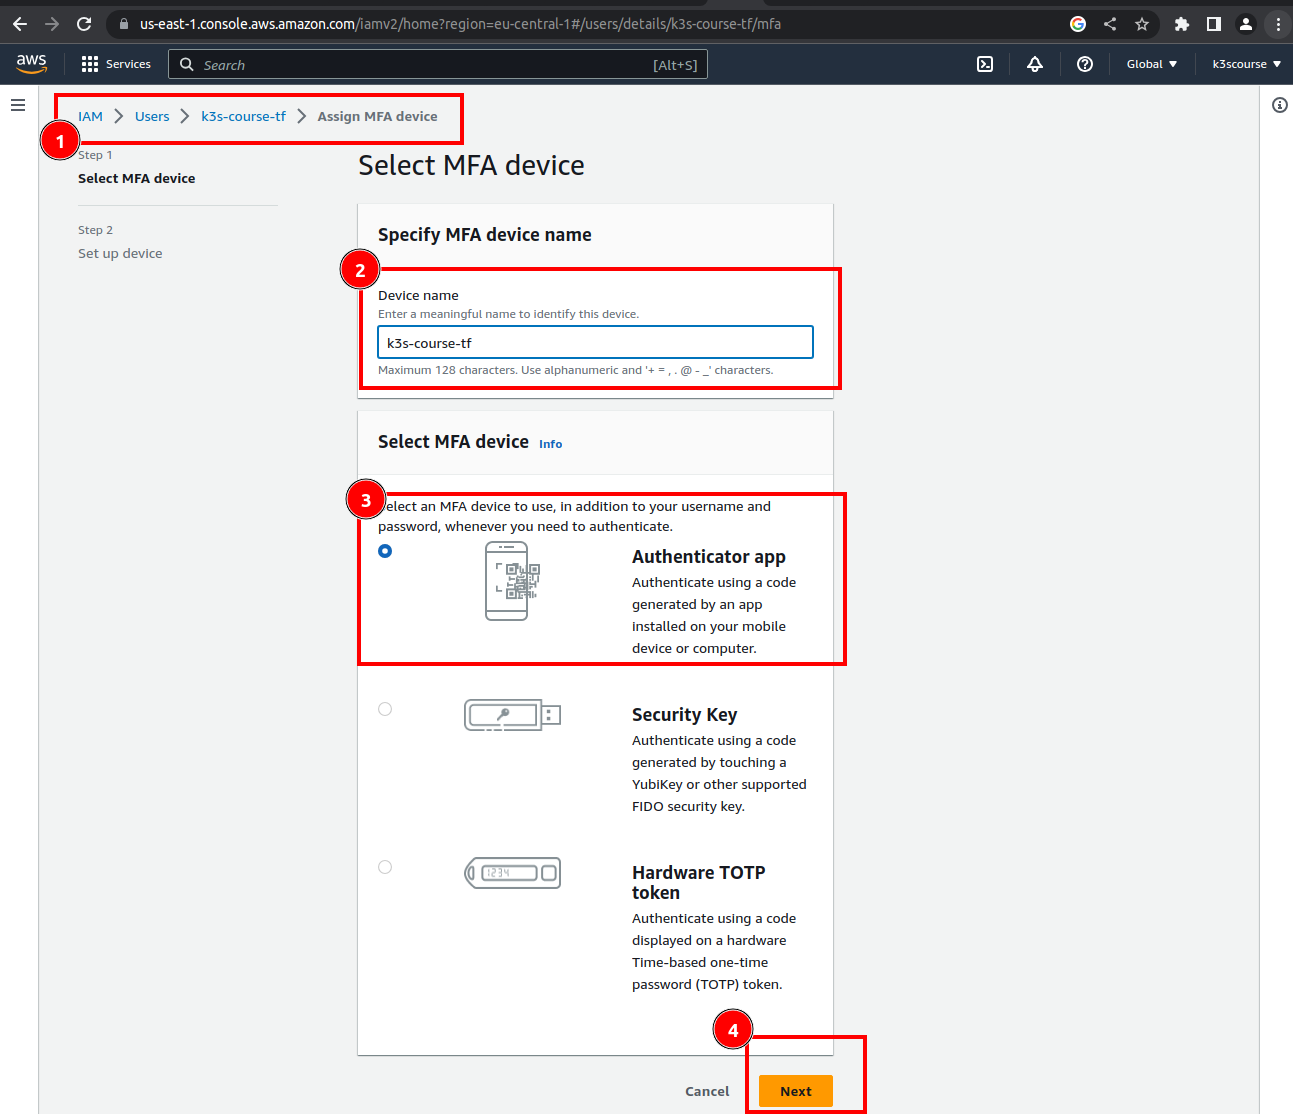 us-east-1.console.aws.amazon.com/iamv2/home?region=eu-central-1#/users/details/k3s-course-tf/mfa
aws Services Search [Alt+S] Global k3scourse
IAM Users k3s-course-tf Assign MFA device
1
Step 1
Select MFA device
Step 2
Set up device
Select MFA device
Specify MFA device name
2
Device name
Enter a meaningful name to identify this device.
k3s-course-tf
Maximum 128 characters. Use alphanumeric and '+ = , . @ - _' characters.
Select MFA device Info
3
elect an MFA device to use, in addition to your username and
password, whenever you need to authenticate.
Authenticator app
Authenticate using a code
generated by an app
installed on your mobile
device or computer.
Security Key
Authenticate using a code
generated by touching a
YubiKey or other supported
FIDO security key.
1234
Hardware TOTP
token
Authenticate using a code
displayed on a hardware
Time-based one-time
password (TOTP) token.
4
Cancel Next